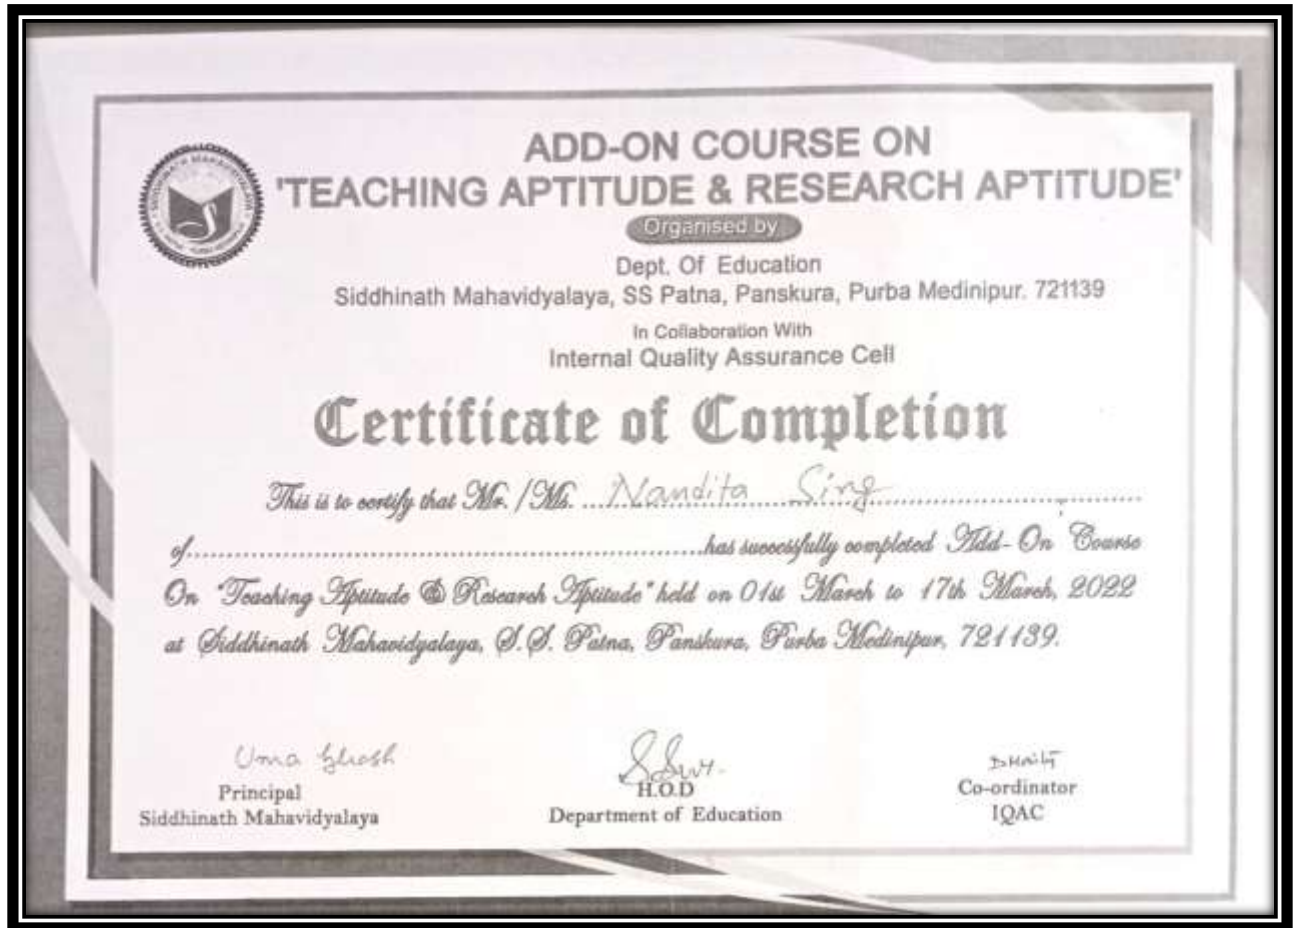 SIDDHINATH MAHAVIDYALAYA
ADD-ON COURSE ON
'TEACHING APTITUDE & RESEARCH APTITUDE'
Organised by
Dept. Of Education
Siddhinath Mahavidyalaya, SS Patna, Panskura, Purba Medinipur. 721139
In Collaboration With
Internal Quality Assurance Cell
Certificate of Completion
This is to certify that Mr. / Ms. Nandita Sing
of has successfully completed Add-On Course
On "Teaching Aptitude & Research Aptitude" held on 01st March to 17th March, 2022
at Siddhinath Mahavidyalaya, S.S. Patna, Panskura, Purba Medinipur, 721139.
Uma Ghosh
Principal
Siddhinath Mahavidyalaya
H.O.D
Department of Education
Co-ordinator
IQAC